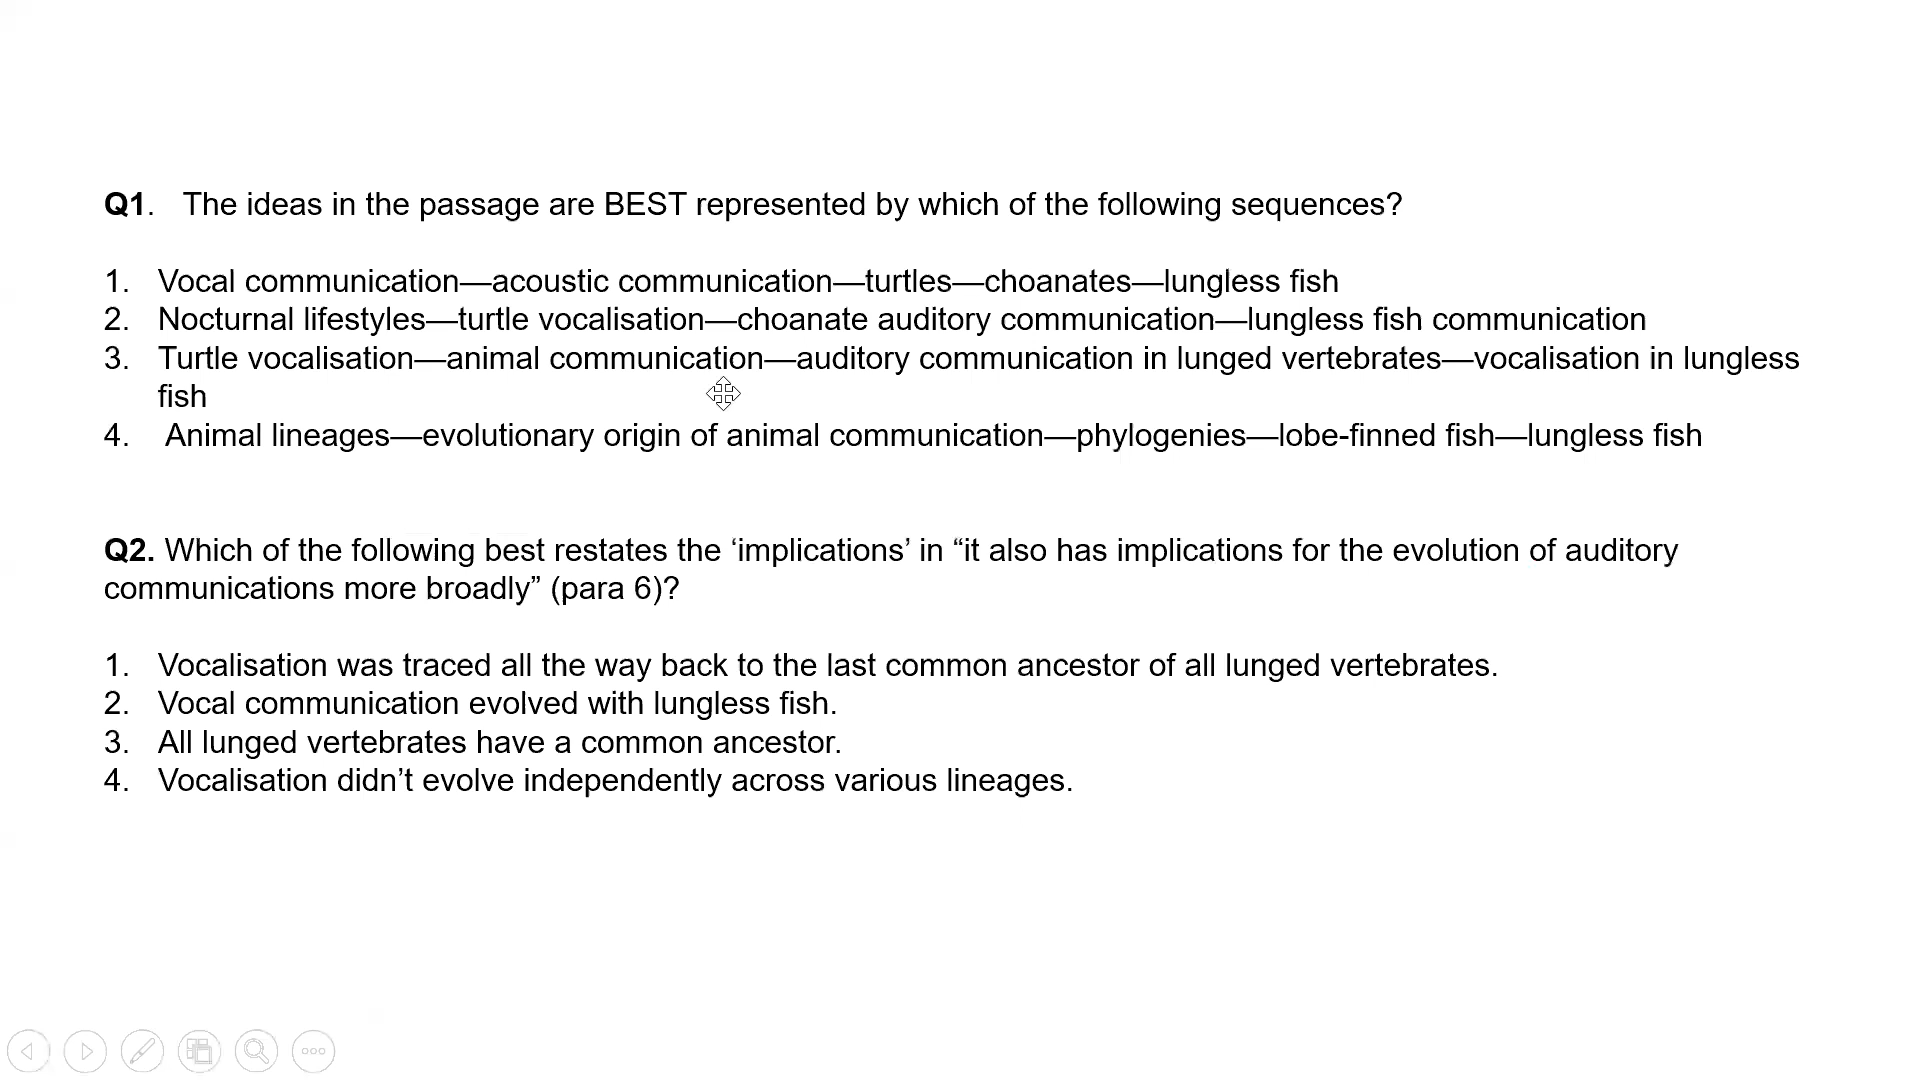 Q1. The ideas in the passage are BEST represented by which of the following sequences?
1. Vocal communication—acoustic communication—turtles—choanates—lungless fish
2. Nocturnal lifestyles—turtle vocalisation—choanate auditory communication—lungless fish communication
3. Turtle vocalisation—animal communication—auditory communication in lunged vertebrates—vocalisation in lungless
fish
4. Animal lineages—evolutionary origin of animal communication—phylogenies—lobe-finned fish—lungless fish
Q2. Which of the following best restates the ‘implications’ in “it also has implications for the evolution of auditory
communications more broadly” (para 6)?
1. Vocalisation was traced all the way back to the last common ancestor of all lunged vertebrates.
2. Vocal communication evolved with lungless fish.
3. All lunged vertebrates have a common ancestor.
4. Vocalisation didn’t evolve independently across various lineages.